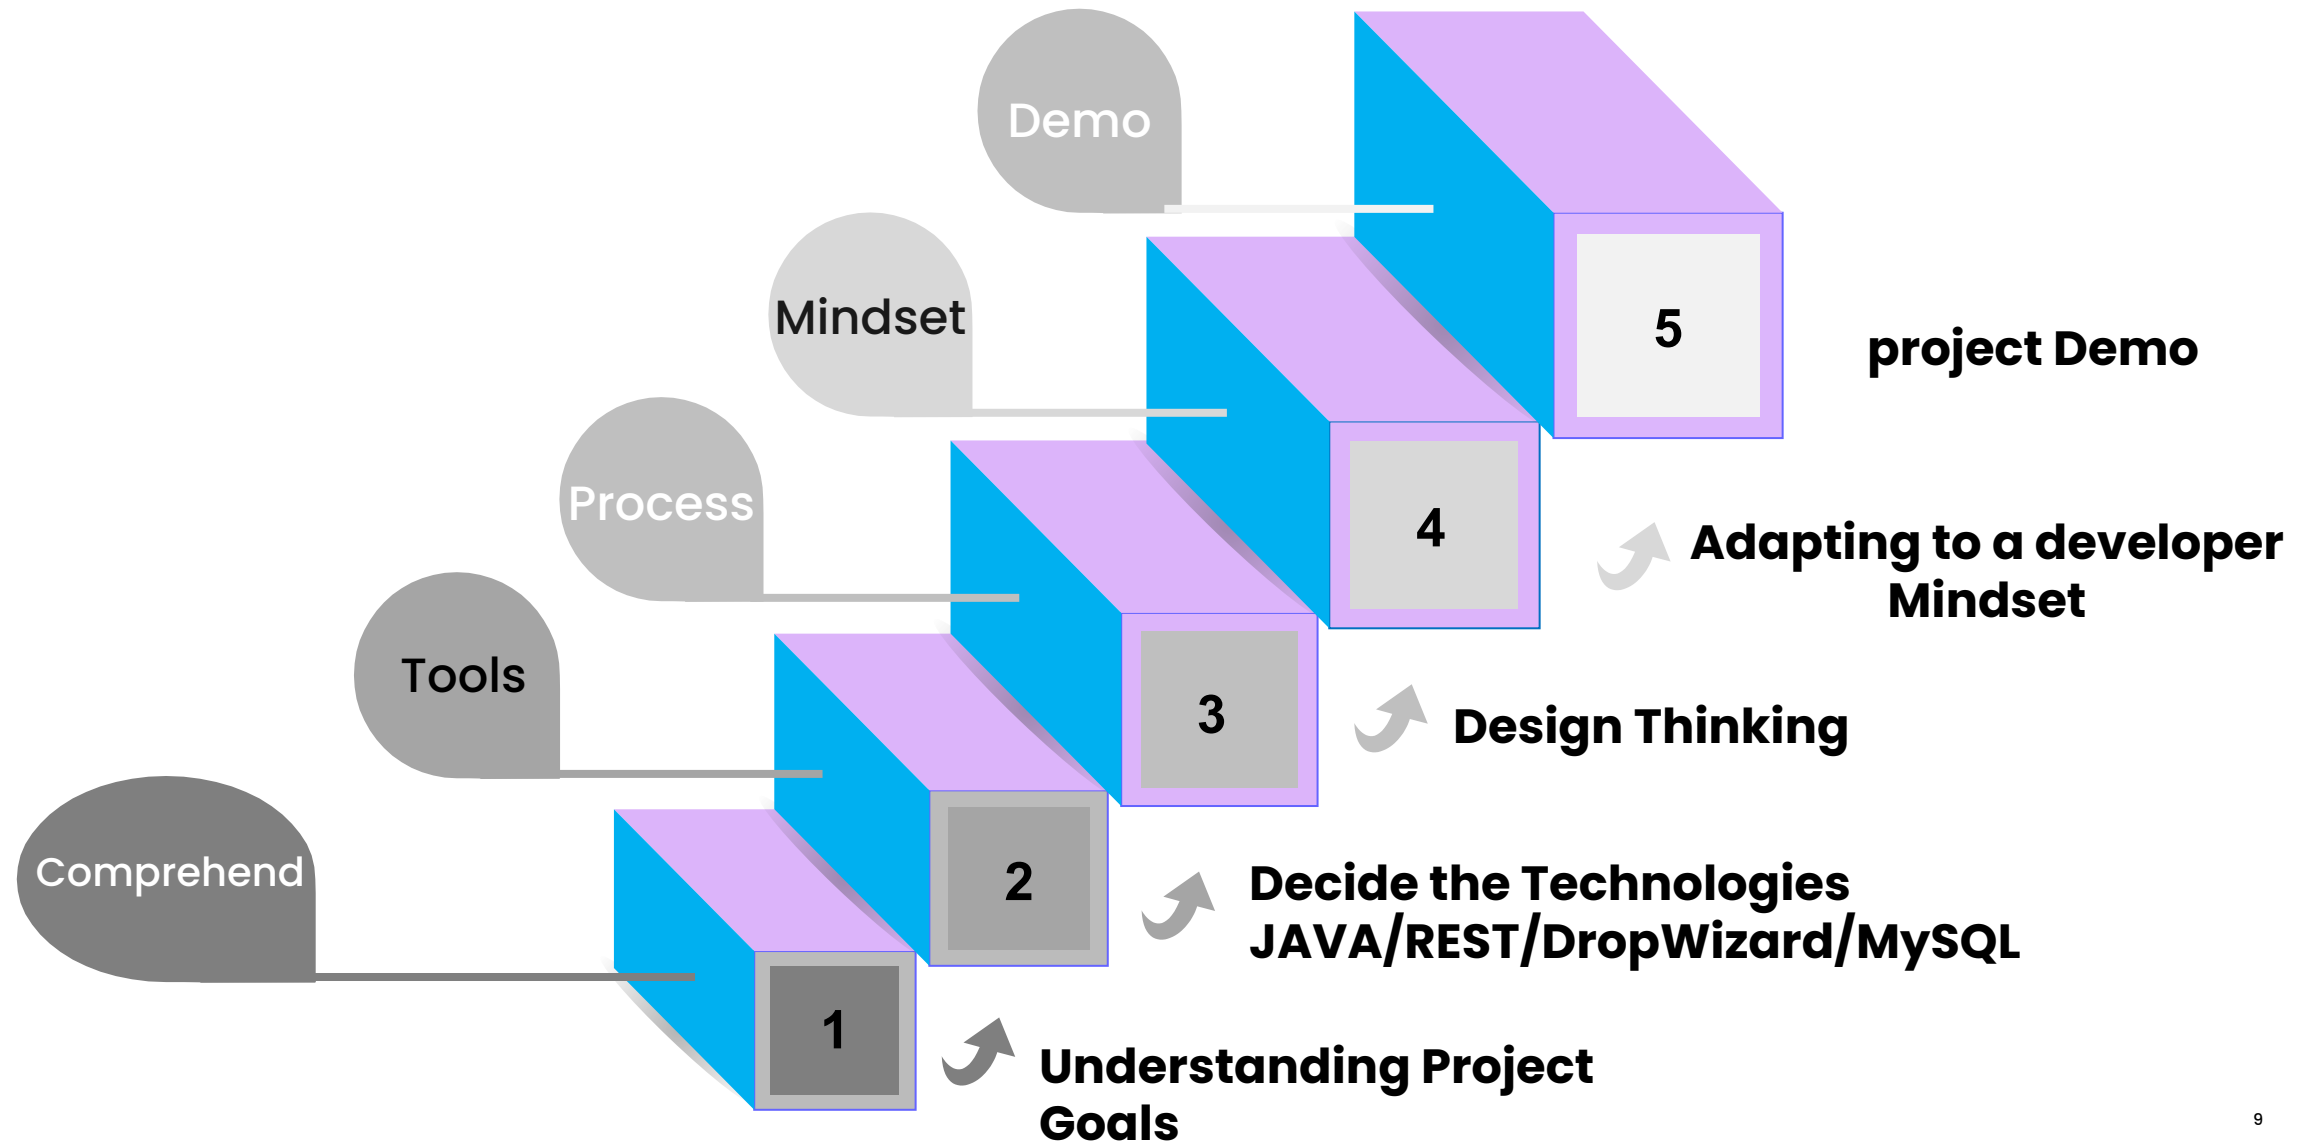 Demo
5
project Demo
Mindset
4
Adapting to a developer
Mindset
Process
3
Design Thinking
Tools
2
Decide the Technologies
JAVA/REST/DropWizard/MySQL
Comprehend
1
Understanding Project
Goals
9